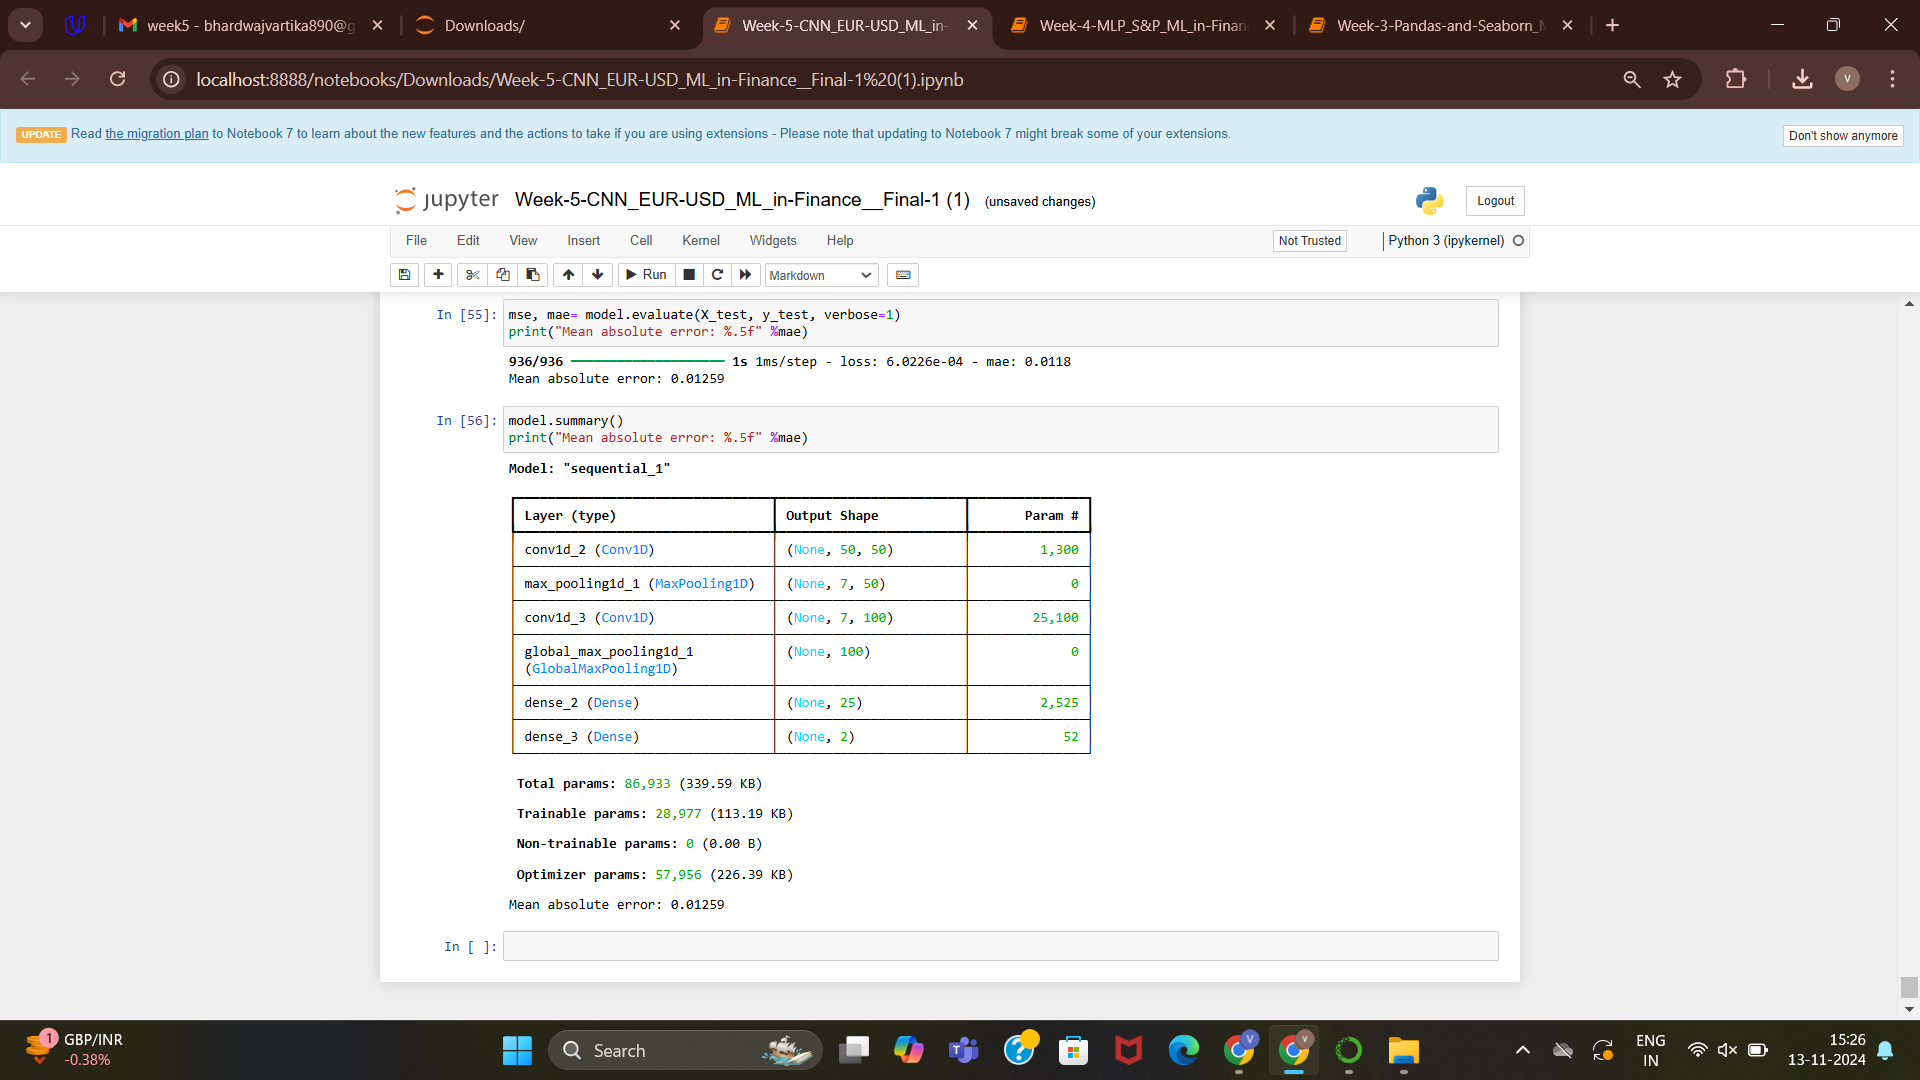 week5 - bhardwajvartika890@g
Downloads/
Week-5-CNN_EUR-USD_ML_in-
Week-4-MLP_S&P_ML_in-Finan
Week-3-Pandas-and-Seaborn_M
localhost:8888/notebooks/Downloads/Week-5-CNN_EUR-USD_ML_in-Finance__Final-1%20(1).ipynb
V
UPDATE Read the migration plan to Notebook 7 to learn about the new features and the actions to take if you are using extensions - Please note that updating to Notebook 7 might break some of your extensions.
Don't show anymore
jupyter Week-5-CNN_EUR-USD_ML_in-Finance__Final-1 (1) (unsaved changes)
Logout
File Edit View Insert Cell Kernel Widgets Help
Not Trusted
Python 3 (ipykernel)
Run
Markdown
In [55]: mse, mae= model.evaluate(X_test, y_test, verbose=1)
print("Mean absolute error: %.5f" %mae)
936/936 ━━━━━━━━━━━━━━━━━━━━ 1s 1ms/step - loss: 6.0226e-04 - mae: 0.0118
Mean absolute error: 0.01259
In [56]: model.summary()
print("Mean absolute error: %.5f" %mae)
Model: "sequential_1"
Layer (type) Output Shape Param #
conv1d_2 (Conv1D) (None, 50, 50) 1,300
max_pooling1d_1 (MaxPooling1D) (None, 7, 50) 0
conv1d_3 (Conv1D) (None, 7, 100) 25,100
global_max_pooling1d_1 (None, 100) 0
(GlobalMaxPooling1D)
dense_2 (Dense) (None, 25) 2,525
dense_3 (Dense) (None, 2) 52
Total params: 86,933 (339.59 KB)
Trainable params: 28,977 (113.19 KB)
Non-trainable params: 0 (0.00 B)
Optimizer params: 57,956 (226.39 KB)
Mean absolute error: 0.01259
In [ ]:
1
GBP/INR
-0.38%
Search
V
V
ENG
IN
15:26
13-11-2024